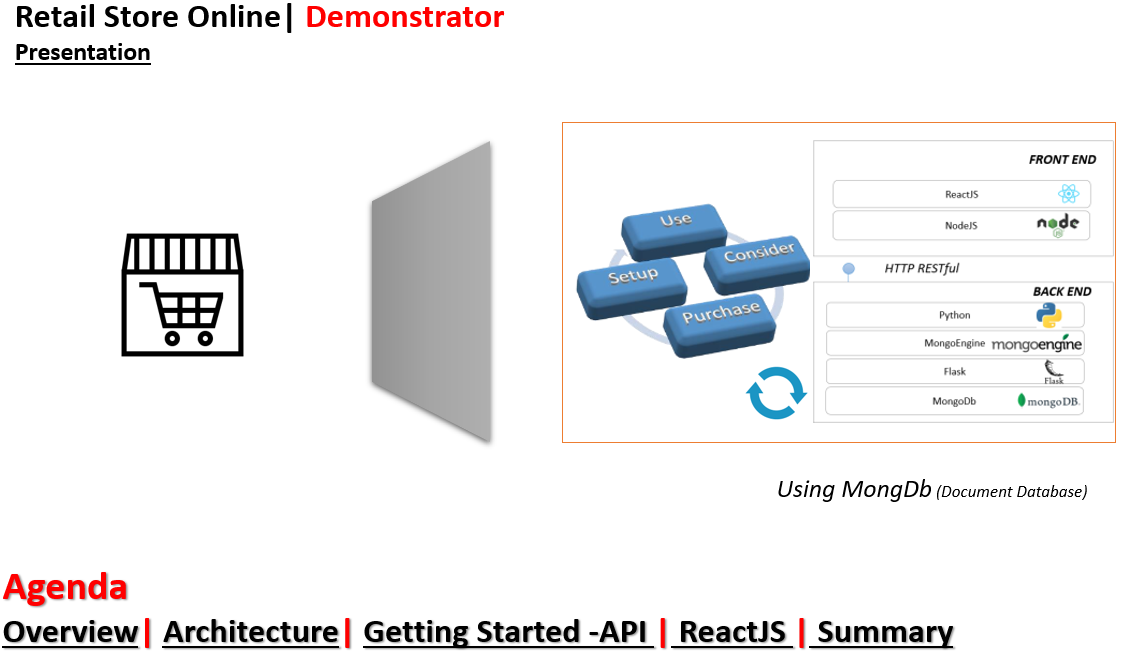 Retail Store Online| Demonstrator
Presentation
FRONT END
ReactJS
NodeJS node
JS
HTTP RESTful
BACK END
Python
MongoEngine mongoengine
Flask
Flask
MongoDb mongoDB.
Use
Consider
Setup
Purchase
Using MongDb (Document Database)
Agenda
Overview| Architecture| Getting Started -API | ReactJS | Summary